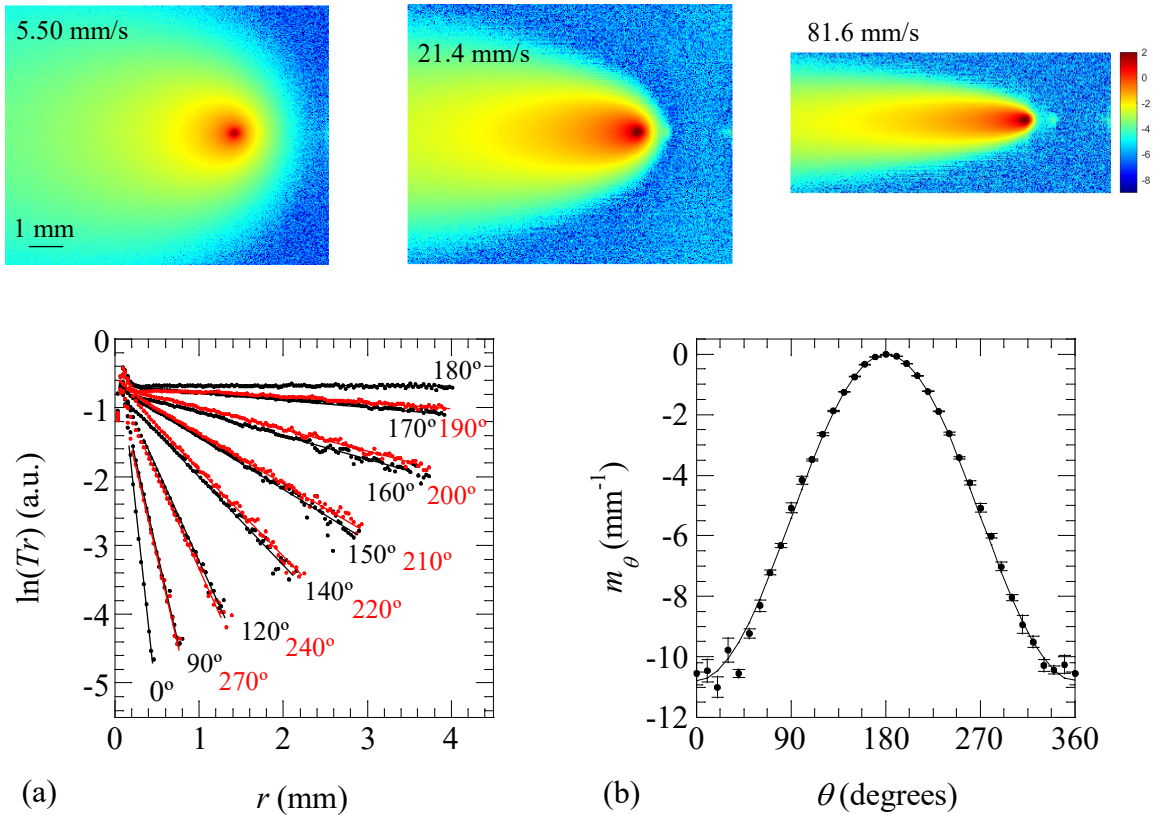 5.50 mm/s
21.4 mm/s
81.6 mm/s
1 mm
2
0
-2
-4
-6
-8
0
-1
-2
-3
-4
-5
ln(Tr) (a.u.)
180º
170º 190º
160º 200º
150º 210º
140º 220º
120º 240º
90º 270º
0º
0 1 2 3 4
(a) r (mm)
0
-2
-4
-6
-8
-10
-12
mθ (mm⁻¹)
0 90 180 270 360
(b) θ (degrees)